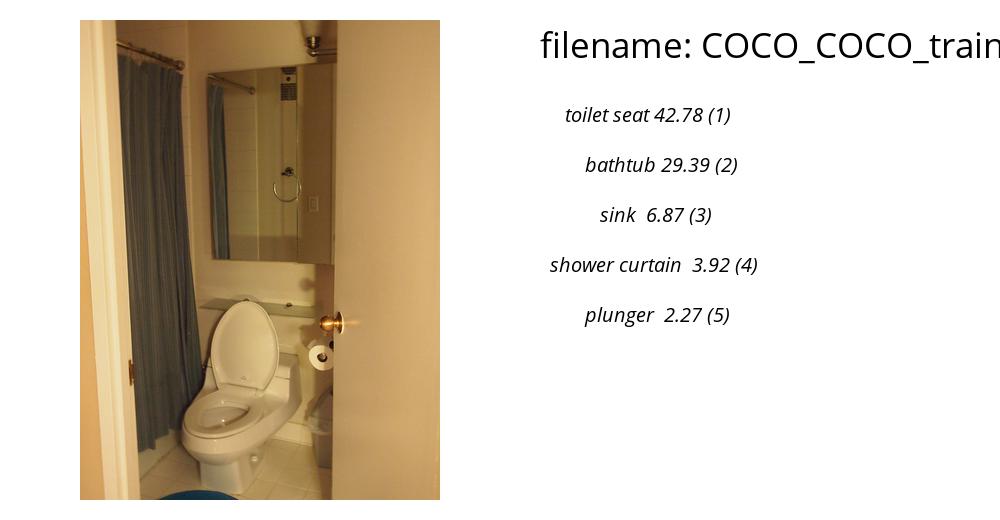 filename: COCO_COCO_train
toilet seat 42.78 (1)
bathtub 29.39 (2)
sink 6.87 (3)
shower curtain 3.92 (4)
plunger 2.27 (5)